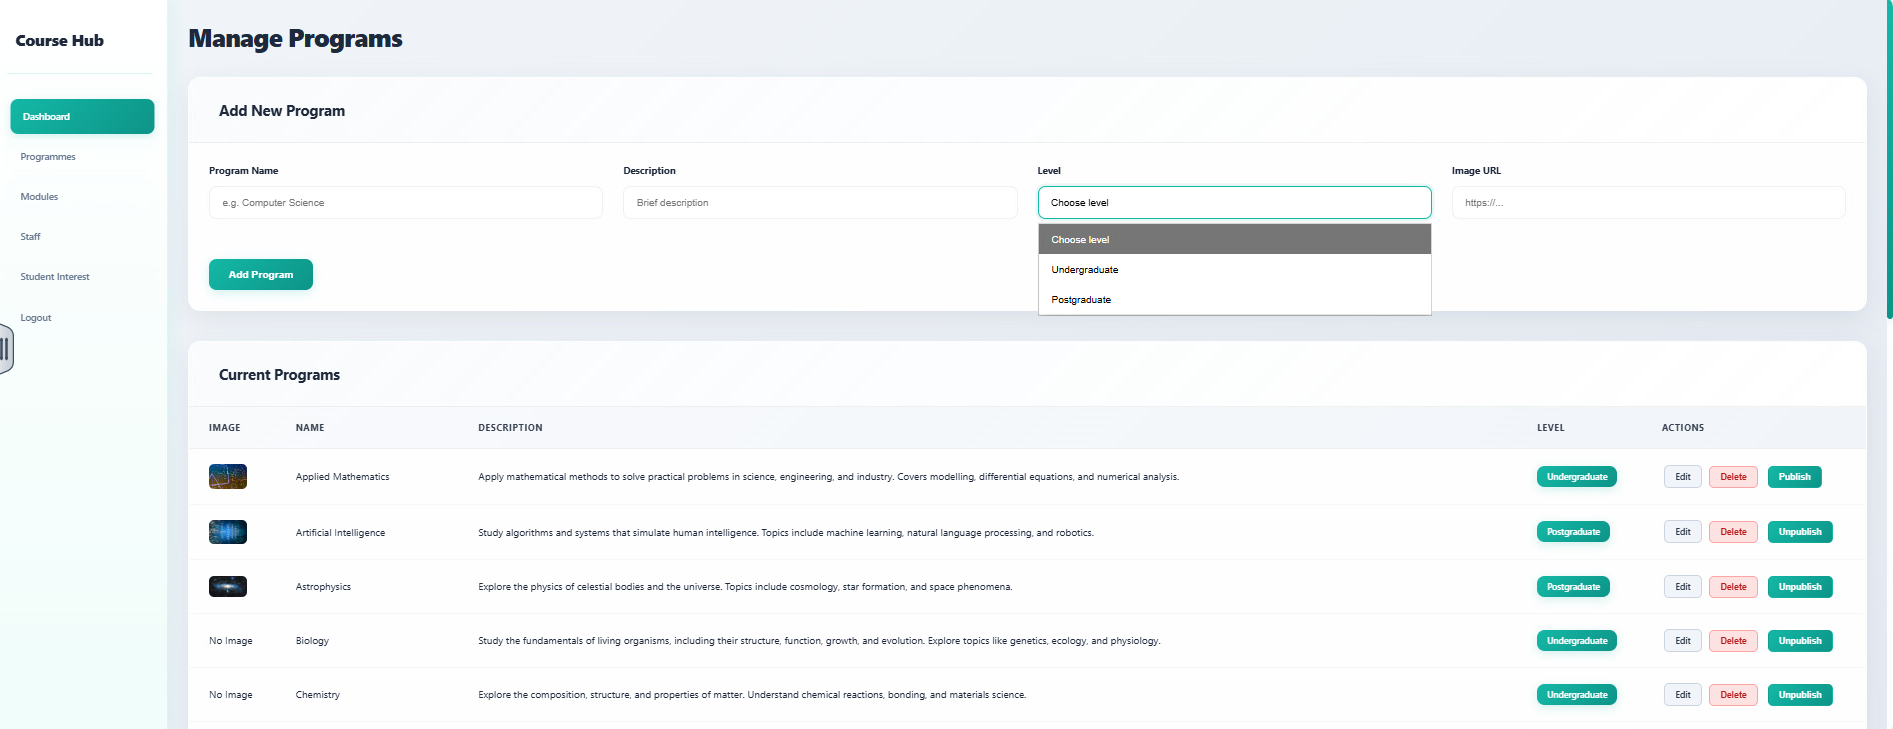 Course Hub
Dashboard
Programmes
Modules
Staff
Student Interest
Logout
Manage Programs
Add New Program
Program Name Description Level Image URL
e.g. Computer Science Brief description Choose level https://...
Choose level
Undergraduate
Postgraduate
Add Program
Current Programs
IMAGE NAME DESCRIPTION LEVEL ACTIONS
Applied Mathematics Apply mathematical methods to solve practical problems in science, engineering, and industry. Covers modelling, differential equations, and numerical analysis. Undergraduate Edit Delete Publish
Artificial Intelligence Study algorithms and systems that simulate human intelligence. Topics include machine learning, natural language processing, and robotics. Postgraduate Edit Delete Unpublish
Astrophysics Explore the physics of celestial bodies and the universe. Topics include cosmology, star formation, and space phenomena. Postgraduate Edit Delete Unpublish
No Image Biology Study the fundamentals of living organisms, including their structure, function, growth, and evolution. Explore topics like genetics, ecology, and physiology. Undergraduate Edit Delete Unpublish
No Image Chemistry Explore the composition, structure, and properties of matter. Understand chemical reactions, bonding, and materials science. Undergraduate Edit Delete Unpublish